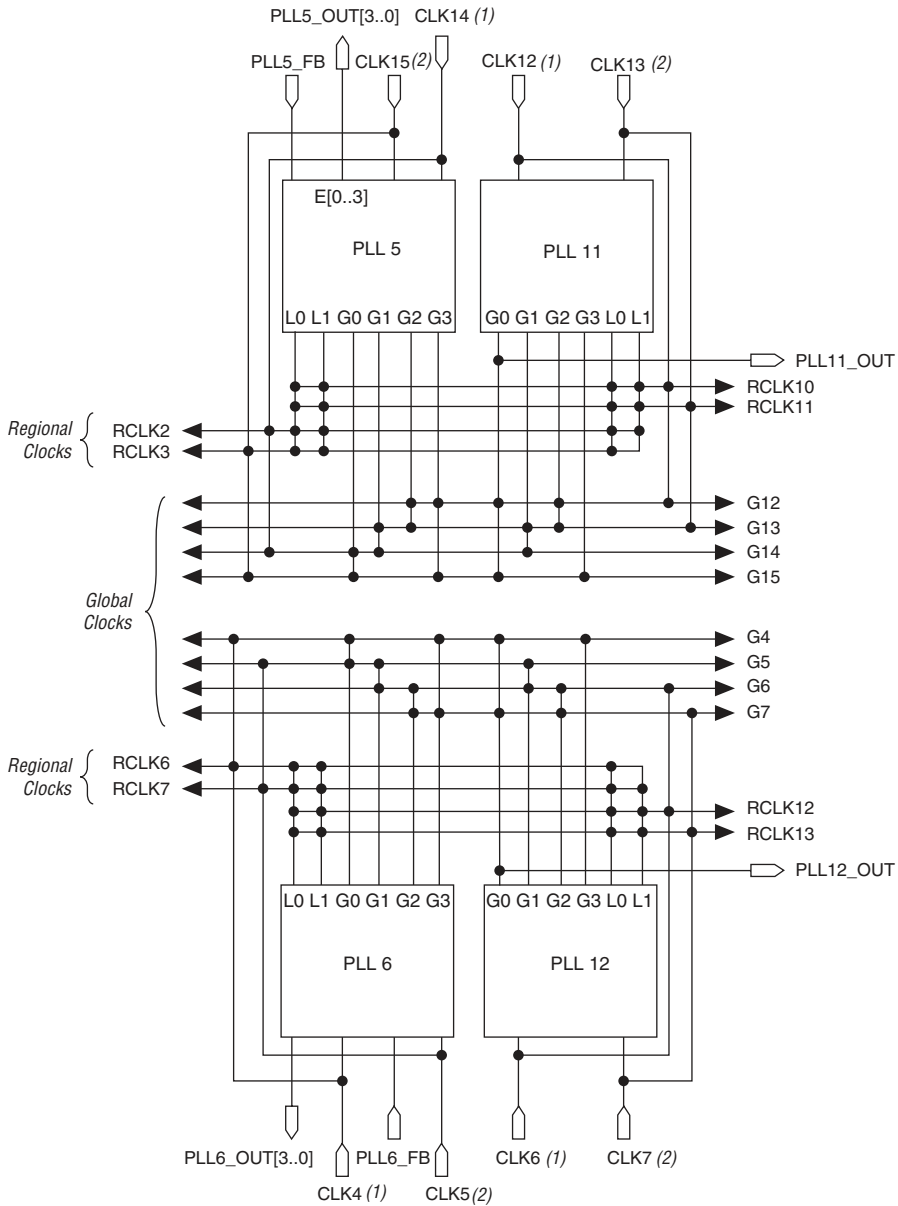 PLL5_OUT[3..0] CLK14 (1)
PLL5_FB CLK15 (2) CLK12 (1) CLK13 (2)
E[0..3]
PLL 5 PLL 11
L0 L1 G0 G1 G2 G3 G0 G1 G2 G3 L0 L1
PLL11_OUT
RCLK10
RCLK11
Regional
Clocks
RCLK2
RCLK3
G12
G13
G14
G15
Global
Clocks
G4
G5
G6
G7
Regional
Clocks
RCLK6
RCLK7
RCLK12
RCLK13
PLL12_OUT
L0 L1 G0 G1 G2 G3 G0 G1 G2 G3 L0 L1
PLL 6 PLL 12
PLL6_OUT[3..0] PLL6_FB CLK6 (1) CLK7 (2)
CLK4 (1) CLK5 (2)